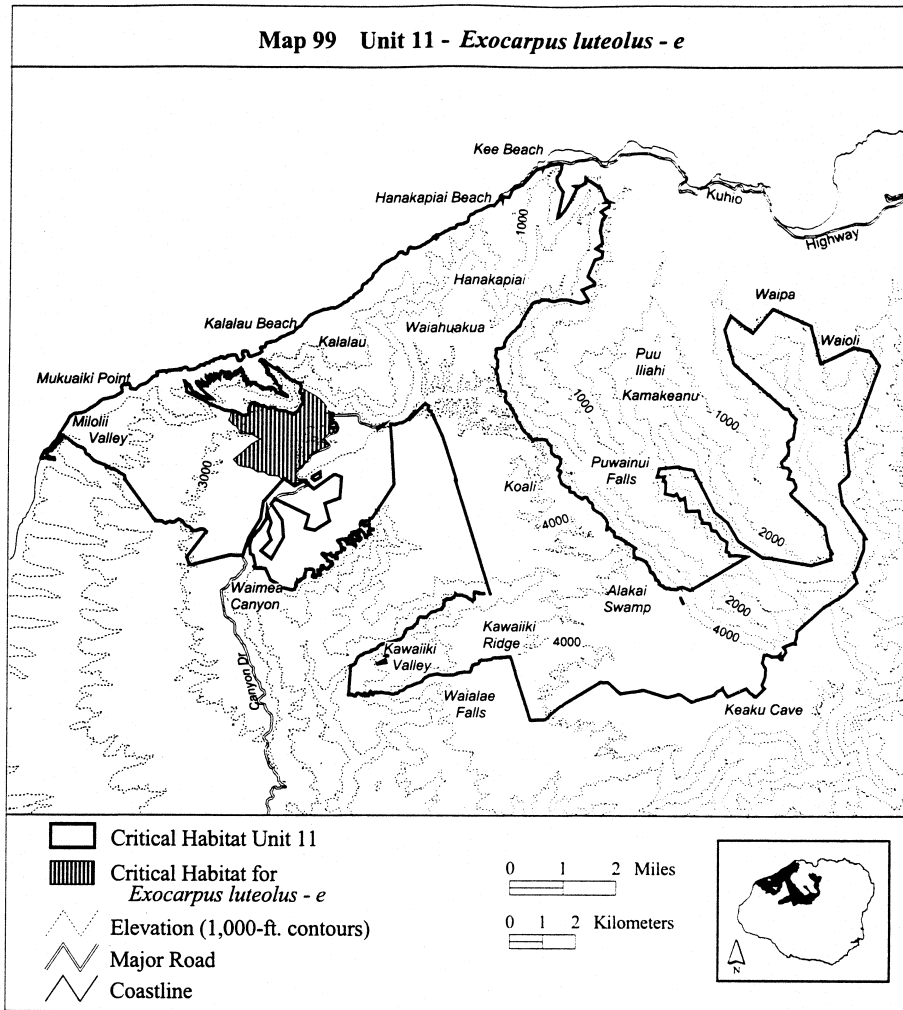 Map 99 Unit 11 - Exocarpus luteolus - e
Kee Beach
Hanakapiai Beach
Kuhio
Highway
1000
Hanakapiai
Waipa
Kalalau Beach
Waiahuakua
Kalalau
Waioli
Puu
Iliahi
Mukuaiki Point
Kamakeanu
1000
1000
Milolii
Valley
3000
Puwainui
Falls
Koali
4000
2000
Waimea
Canyon
Alakai
Swamp
2000
4000
Kawaiiki
Ridge
4000
Kawaiiki
Valley
Canyon Dr
Waialae
Falls
Keaku Cave
Critical Habitat Unit 11
Critical Habitat for
Exocarpus luteolus - e
Elevation (1,000-ft. contours)
Major Road
Coastline
0 1 2 Miles
0 1 2 Kilometers
N